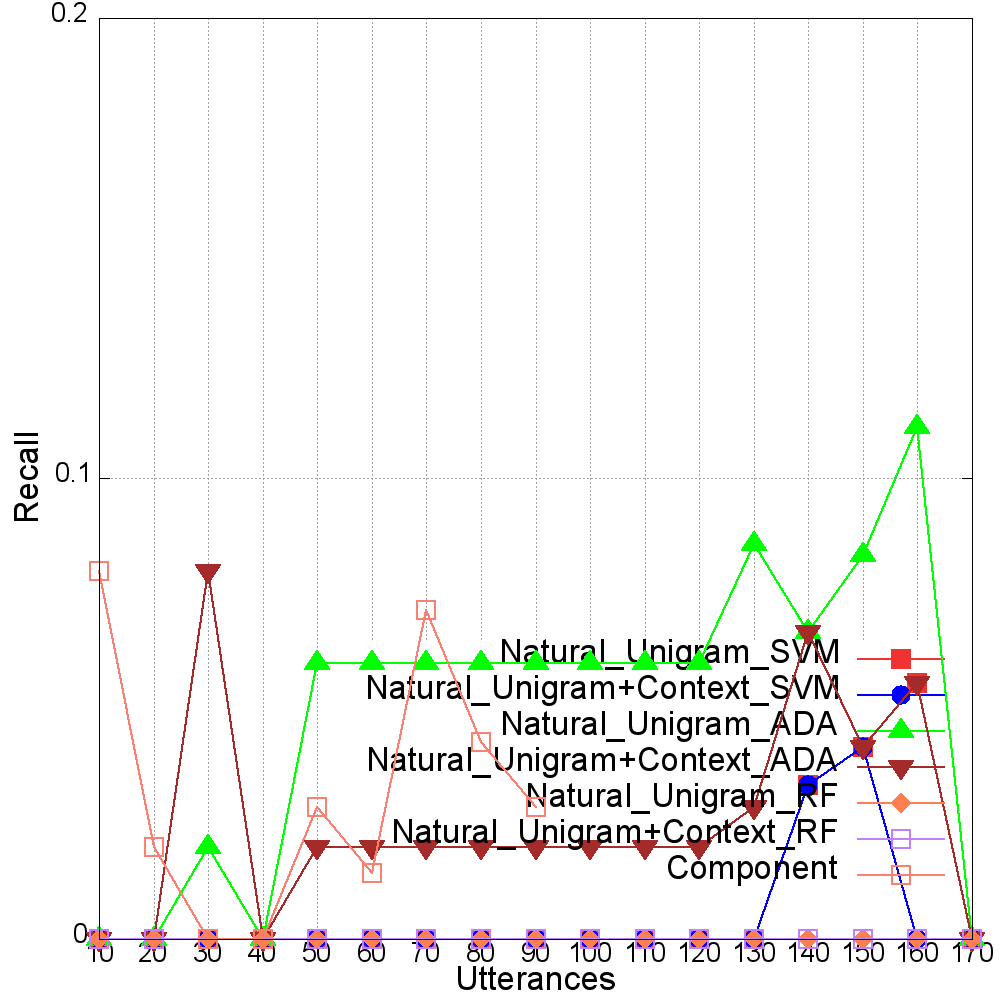 0.2
0.1
0
Recall
Natural_Unigram_SVM
Natural_Unigram+Context_SVM
Natural_Unigram_ADA
Natural_Unigram+Context_ADA
Natural_Unigram_RF
Natural_Unigram+Context_RF
Component
10 20 30 40 50 60 70 80 90 100 110 120 130 140 150 160 170
Utterances